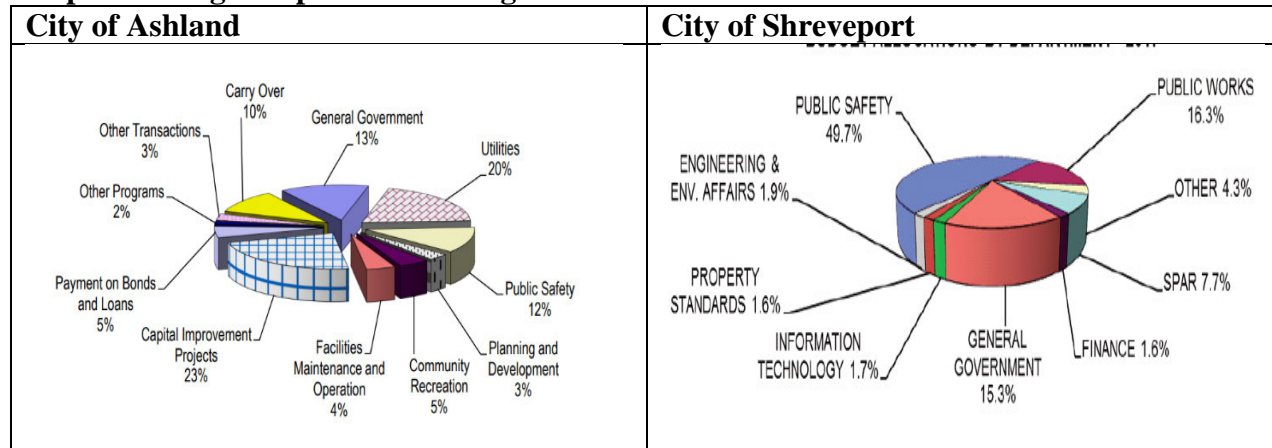 City of Ashland
City of Shreveport
Carry Over
10%
General Government
13%
Other Transactions
3%
Utilities
20%
Other Programs
2%
Payment on Bonds
and Loans
5%
Public Safety
12%
Capital Improvement
Projects
23%
Facilities
Maintenance and
Operation
4%
Community
Recreation
5%
Planning and
Development
3%
PUBLIC SAFETY
49.7%
PUBLIC WORKS
16.3%
ENGINEERING &
ENV. AFFAIRS 1.9%
OTHER 4.3%
PROPERTY
STANDARDS 1.6%
SPAR 7.7%
INFORMATION
TECHNOLOGY 1.7%
GENERAL
GOVERNMENT
15.3%
FINANCE 1.6%